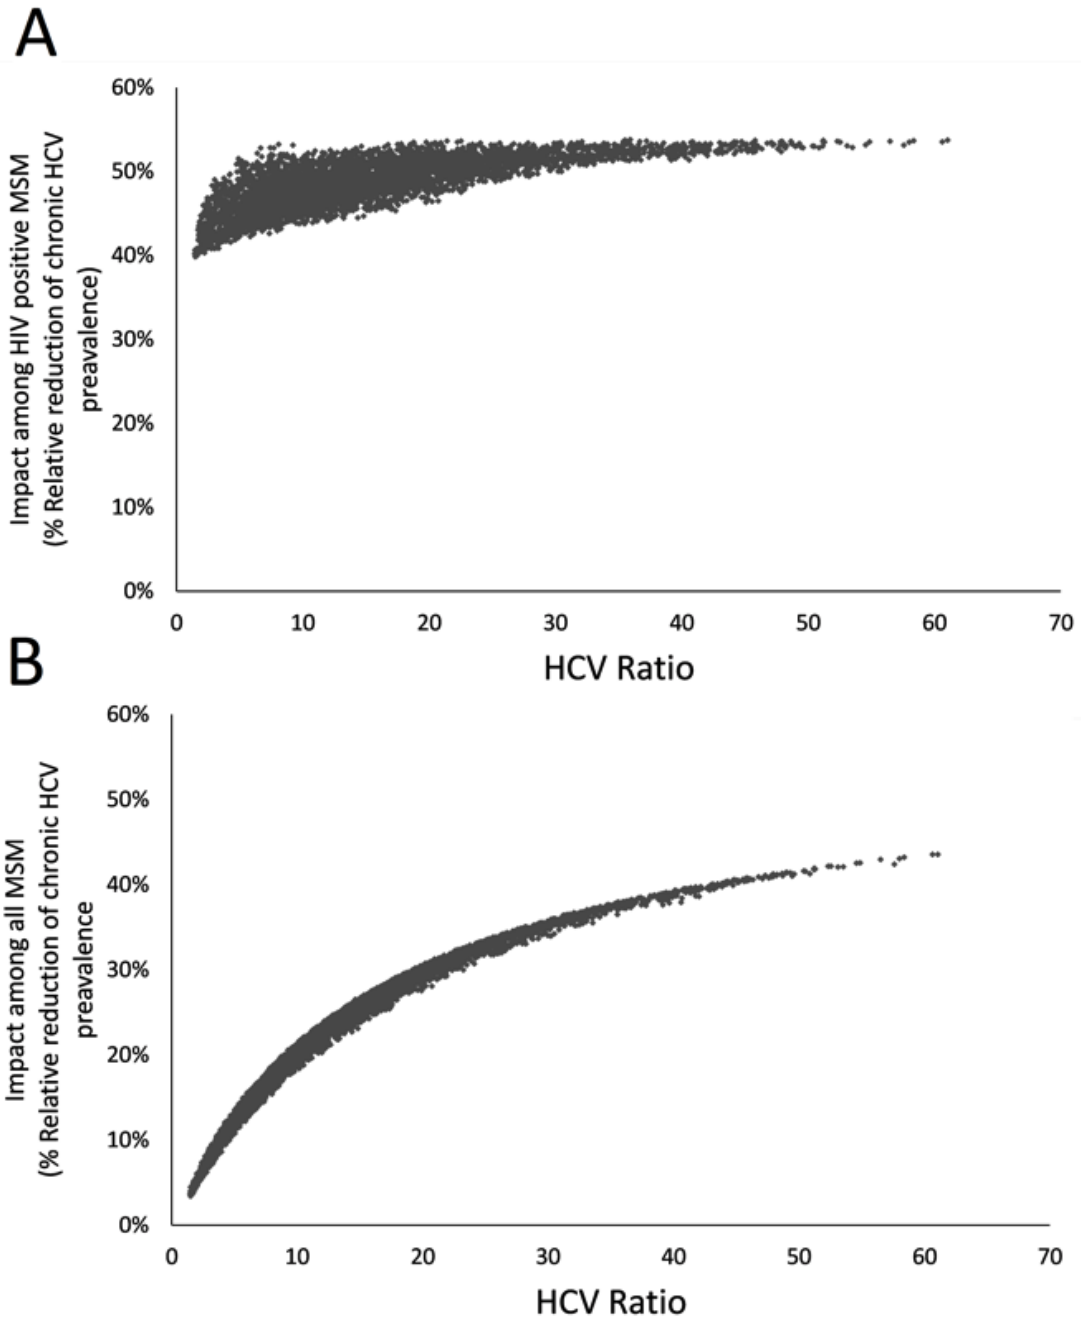 A
Impact among HIV positive MSM
(% Relative reduction of chronic HCV
preavalence)
60%
50%
40%
30%
20%
10%
0%
0 10 20 30 40 50 60 70
HCV Ratio
B
Impact among all MSM
(% Relative reduction of chronic HCV
preavalence
60%
50%
40%
30%
20%
10%
0%
0 10 20 30 40 50 60 70
HCV Ratio